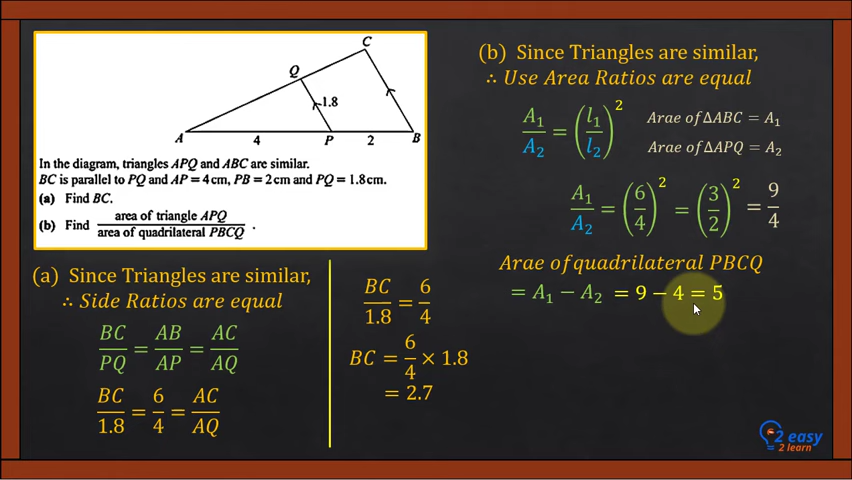 C
Q
1.8
A
4
P
2
B
In the diagram, triangles APQ and ABC are similar.
BC is parallel to PQ and AP = 4 cm, PB = 2 cm and PQ = 1.8 cm.
(a) Find BC.
(b) Find area of triangle APQ / area of quadrilateral PBCQ .
(a) Since Triangles are similar,
∴ Side Ratios are equal
BC/PQ = AB/AP = AC/AQ
BC/1.8 = 6/4 = AC/AQ
BC/1.8 = 6/4
BC = 6/4 × 1.8
= 2.7
(b) Since Triangles are similar,
∴ Use Area Ratios are equal
A₁/A₂ = (l₁/l₂)²
Arae of ΔABC = A₁
Arae of ΔAPQ = A₂
A₁/A₂ = (6/4)² = (3/2)² = 9/4
Arae of quadrilateral PBCQ
= A₁ − A₂ = 9 − 4 = 5
2 easy
2 learn